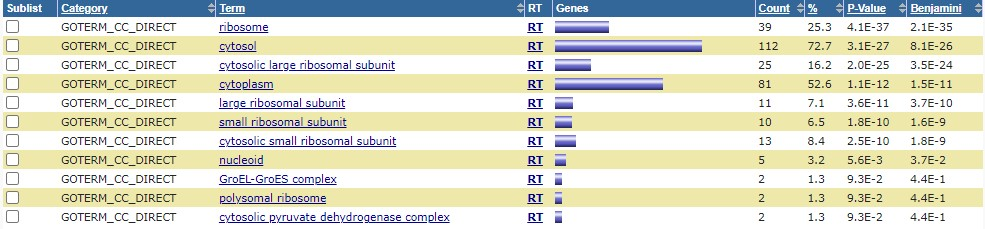 Sublist Category Term RT Genes Count % P-Value Benjamini
GOTERM_CC_DIRECT ribosome RT 39 25.3 4.1E-37 2.1E-35
GOTERM_CC_DIRECT cytosol RT 112 72.7 3.1E-27 8.1E-26
GOTERM_CC_DIRECT cytosolic large ribosomal subunit RT 25 16.2 2.0E-25 3.5E-24
GOTERM_CC_DIRECT cytoplasm RT 81 52.6 1.1E-12 1.5E-11
GOTERM_CC_DIRECT large ribosomal subunit RT 11 7.1 3.6E-11 3.7E-10
GOTERM_CC_DIRECT small ribosomal subunit RT 10 6.5 1.8E-10 1.6E-9
GOTERM_CC_DIRECT cytosolic small ribosomal subunit RT 13 8.4 2.5E-10 1.8E-9
GOTERM_CC_DIRECT nucleoid RT 5 3.2 5.6E-3 3.7E-2
GOTERM_CC_DIRECT GroEL-GroES complex RT 2 1.3 9.3E-2 4.4E-1
GOTERM_CC_DIRECT polysomal ribosome RT 2 1.3 9.3E-2 4.4E-1
GOTERM_CC_DIRECT cytosolic pyruvate dehydrogenase complex RT 2 1.3 9.3E-2 4.4E-1